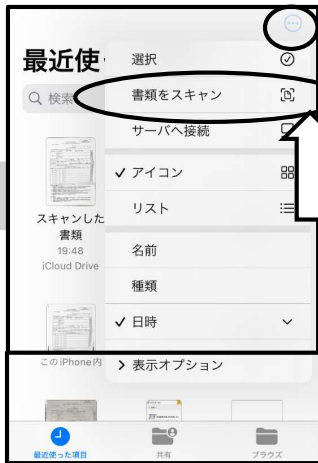 最近使
選択
検索
書類をスキャン
サーバへ接続
アイコン
リスト
スキャンした
書類
19:48
iCloud Drive
名前
種類
日時
このiPhone内
表示オプション
最近使った項目
共有
ブラウズ